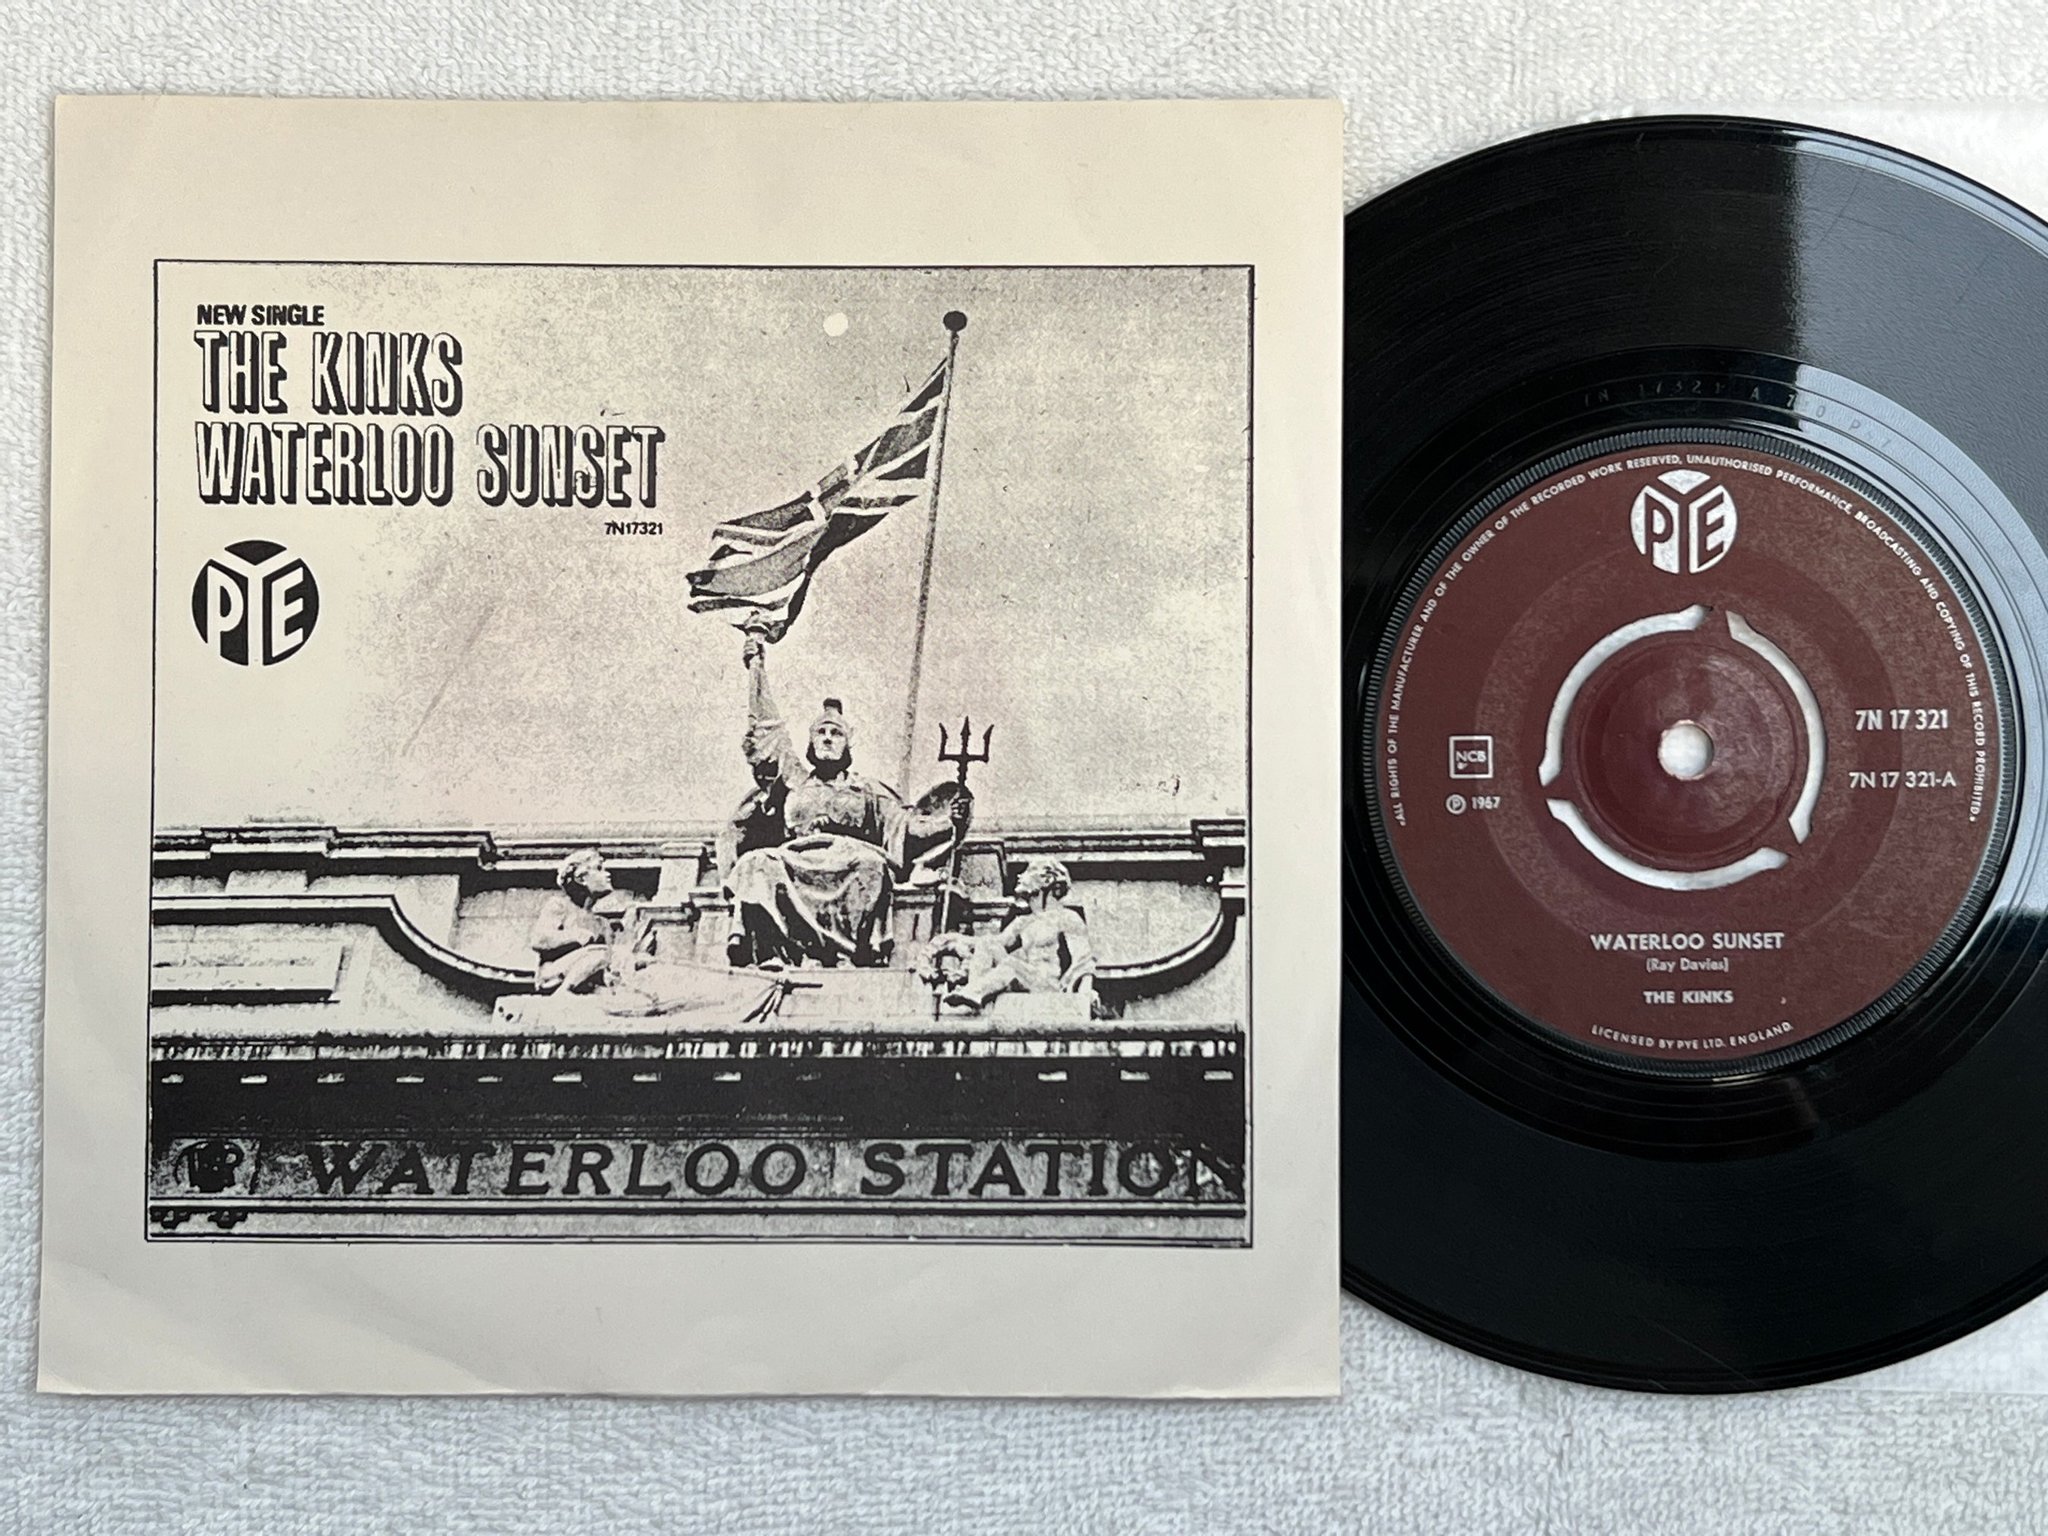 NEW SINGLE
THE KINKS
WATERLOO SUNSET
7N17321
PYE
WATERLOO STATION
7N 17321 A
ALL RIGHTS OF THE MANUFACTURER AND OF THE OWNER OF THE RECORDED WORK RESERVED, UNAUTHORISED PERFORMANCE, BROADCASTING AND COPYING OF THIS RECORD PROHIBITED.
PYE
7N 17 321
NCB
7N 17 321-A
℗ 1967
WATERLOO SUNSET
(Ray Davies)
THE KINKS
LICENSED BY PYE LTD. ENGLAND.